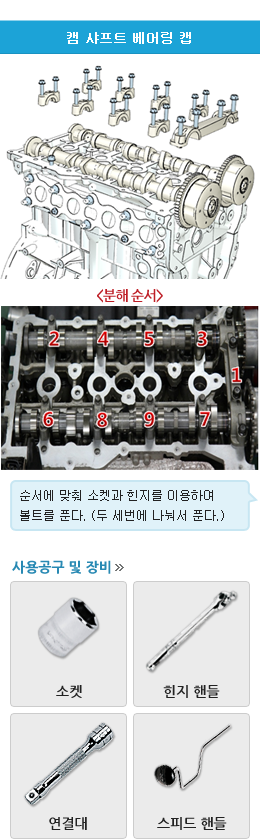 캠 샤프트 베어링 캡
<분해 순서>
2 4 5 3
1
6 8 9 7
순서에 맞춰 소켓과 힌지를 이용하여
볼트를 푼다. (두 세번에 나눠서 푼다.)
사용공구 및 장비 »
소켓 힌지 핸들
연결대 스피드 핸들